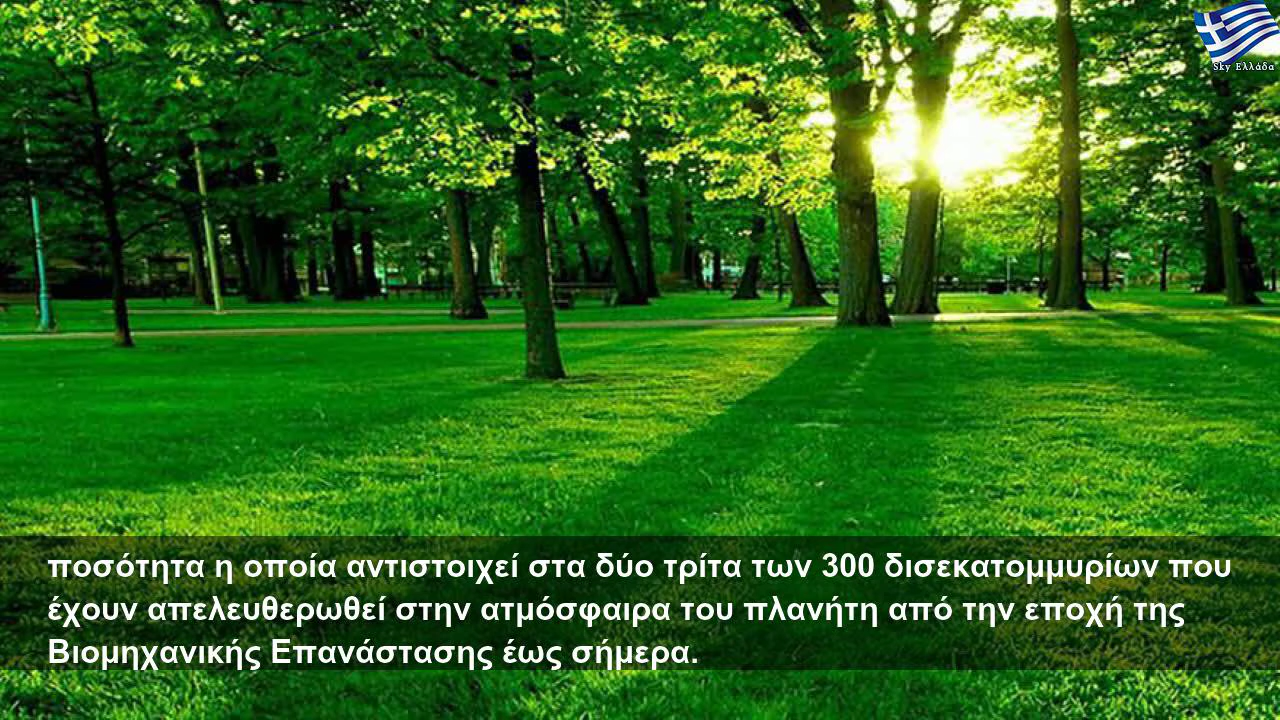 Sky Ελλάδα
ποσότητα η οποία αντιστοιχεί στα δύο τρίτα των 300 δισεκατομμυρίων που
έχουν απελευθερωθεί στην ατμόσφαιρα του πλανήτη από την εποχή της
Βιομηχανικής Επανάστασης έως σήμερα.